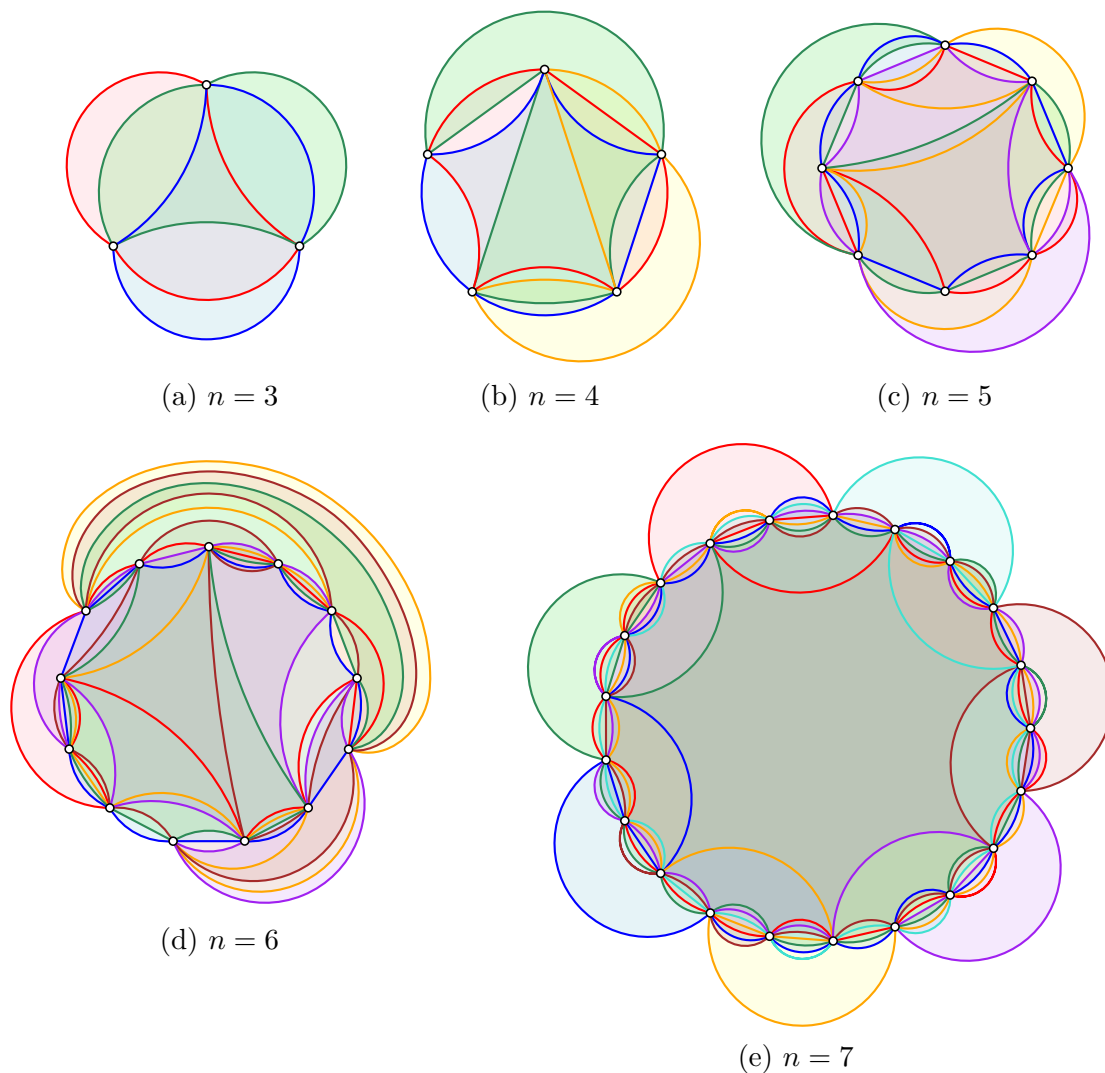 (a) n = 3
(b) n = 4
(c) n = 5
(d) n = 6
(e) n = 7